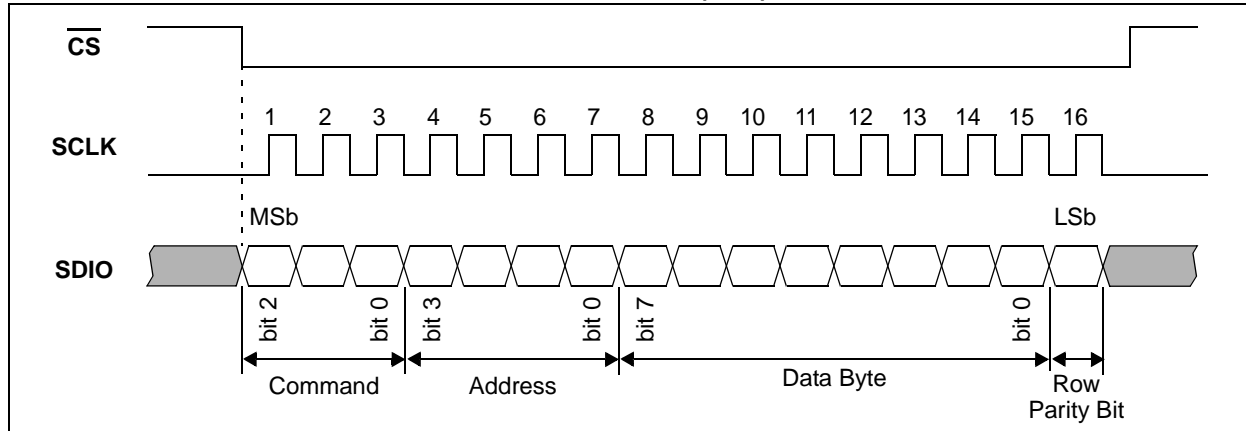 CS
1 2 3 4 5 6 7 8 9 10 11 12 13 14 15 16
SCLK
MSb LSb
SDIO
bit 2 bit 0 bit 3 bit 0 bit 7 bit 0
Command Address Data Byte Row
Parity Bit